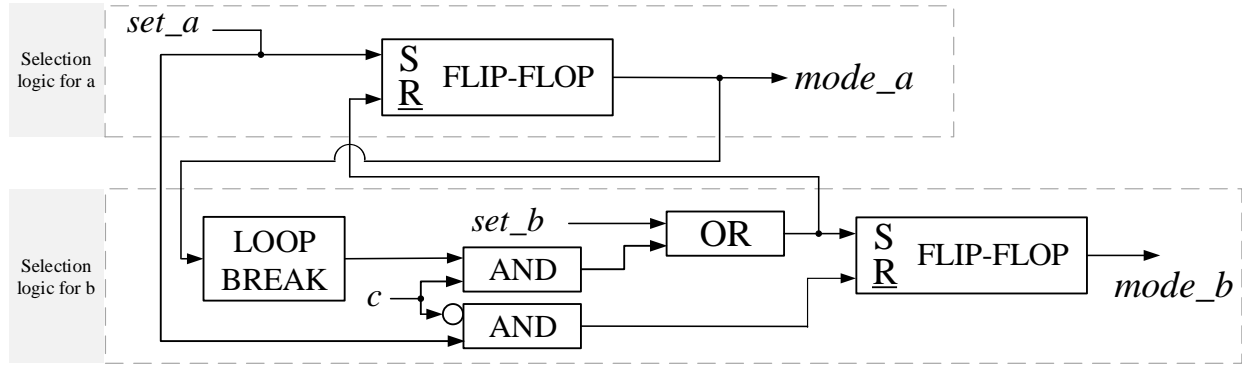 set_a
Selection
logic for a
S
R
FLIP-FLOP
mode_a
Selection
logic for b
LOOP
BREAK
set_b
OR
AND
c
AND
S
R
FLIP-FLOP
mode_b